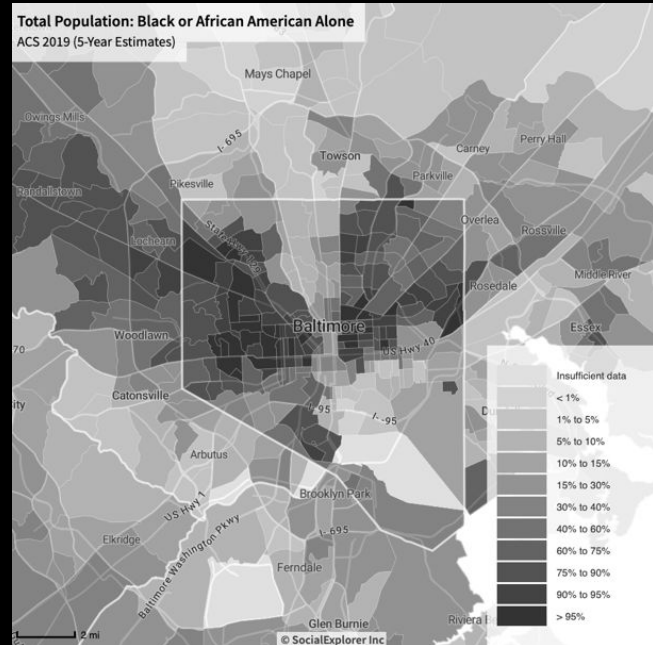 Total Population: Black or African American Alone
ACS 2019 (5-Year Estimates)
Mays Chapel
Owings Mills
I- 695
Perry Hall
Towson
Carney
Parkville
Pikesville
Randallstown
Overlea
Rossville
Lochearn
Middle River
Rosedale
Baltimore
Essex
Woodlawn
US Hwy 40
70
Catonsville
City
I-95
I--95
Arbutus
Brooklyn Park
US Hwy 1
I- 695
Elkridge
Baltimore Washington Pkwy
Ferndale
Glen Burnie
Riviera
2 mi
© SocialExplorer Inc
Insufficient data
< 1%
1% to 5%
5% to 10%
10% to 15%
15% to 30%
30% to 40%
40% to 60%
60% to 75%
75% to 90%
90% to 95%
> 95%